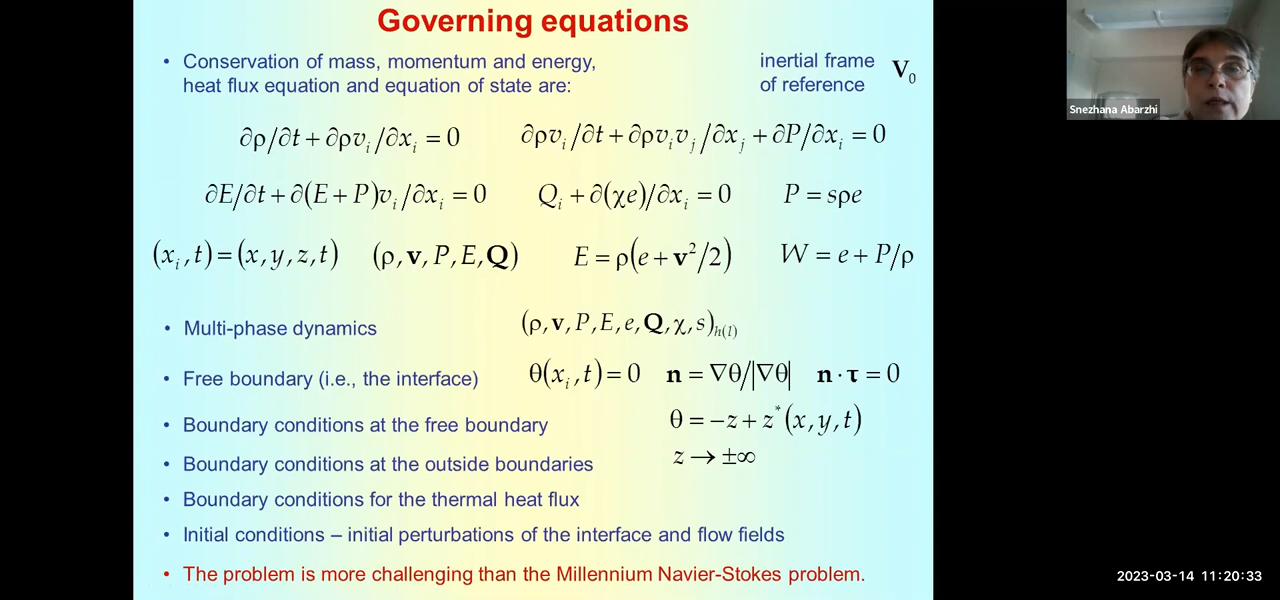 Governing equations
• Conservation of mass, momentum and energy,
heat flux equation and equation of state are:
inertial frame
of reference V₀
∂ρ/∂t + ∂ρvᵢ/∂xᵢ = 0
∂ρvᵢ/∂t + ∂ρvᵢvⱼ/∂xⱼ + ∂P/∂xᵢ = 0
∂E/∂t + ∂(E + P)vᵢ/∂xᵢ = 0
Qᵢ + ∂(χe)/∂xᵢ = 0
P = sρe
(xᵢ, t) = (x, y, z, t)
(ρ, v, P, E, Q)
E = ρ(e + v²/2)
W = e + P/ρ
• Multi-phase dynamics
(ρ, v, P, E, e, Q, χ, s)ₕ₍ₗ₎
• Free boundary (i.e., the interface)
θ(xᵢ, t) = 0
n = ∇θ/|∇θ|
n · τ = 0
• Boundary conditions at the free boundary
θ = −z + z*(x, y, t)
• Boundary conditions at the outside boundaries
z → ±∞
• Boundary conditions for the thermal heat flux
• Initial conditions – initial perturbations of the interface and flow fields
• The problem is more challenging than the Millennium Navier-Stokes problem.
Snezhana Abarzhi
2023-03-14 11:20:33